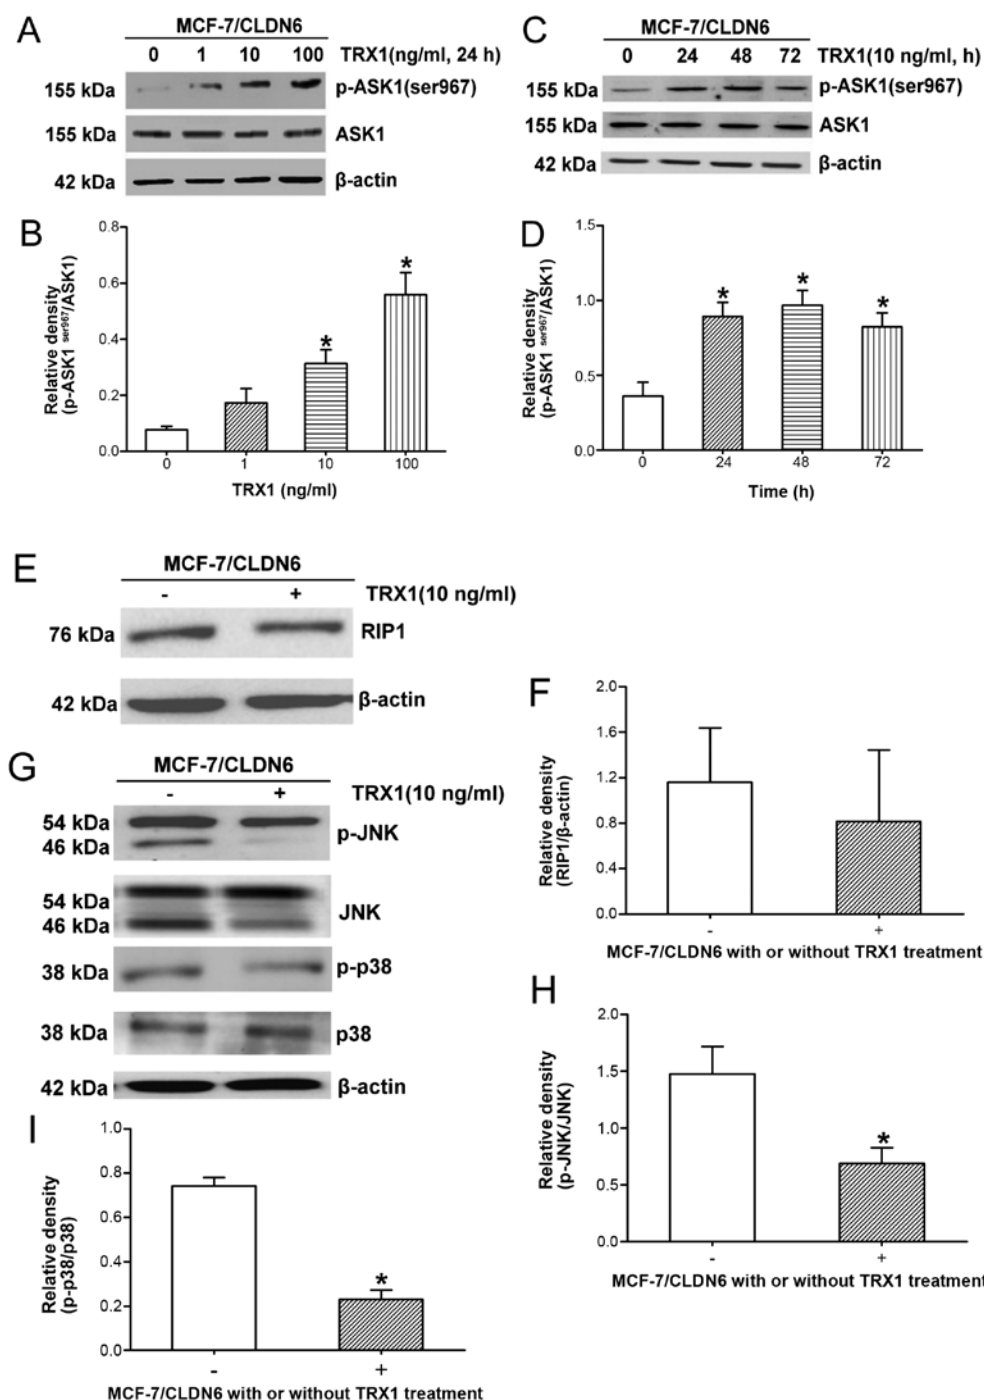 A
MCF-7/CLDN6
0 1 10 100 TRX1(ng/ml, 24 h)
155 kDa p-ASK1(ser967)
155 kDa ASK1
42 kDa β-actin
C
MCF-7/CLDN6
0 24 48 72 TRX1(10 ng/ml, h)
155 kDa p-ASK1(ser967)
155 kDa ASK1
42 kDa β-actin
B
Relative density
(p-ASK1 ser967/ASK1)
0.8
0.6
0.4
0.2
0.0
* *
0 1 10 100
TRX1 (ng/ml)
D
Relative density
(p-ASK1 ser967/ASK1)
1.5
1.0
0.5
0.0
* * *
0 24 48 72
Time (h)
E
MCF-7/CLDN6
- + TRX1(10 ng/ml)
76 kDa RIP1
42 kDa β-actin
F
Relative density
(RIP1/β-actin)
2.0
1.6
1.2
0.8
0.4
0.0
- +
MCF-7/CLDN6 with or without TRX1 treatment
G
MCF-7/CLDN6
- + TRX1(10 ng/ml)
54 kDa
46 kDa p-JNK
54 kDa
46 kDa JNK
38 kDa p-p38
38 kDa p38
42 kDa β-actin
H
Relative density
(p-JNK/JNK)
2.0
1.5
1.0
0.5
0.0
*
- +
MCF-7/CLDN6 with or without TRX1 treatment
I
Relative density
(p-p38/p38)
1.0
0.8
0.6
0.4
0.2
0.0
*
- +
MCF-7/CLDN6 with or without TRX1 treatment